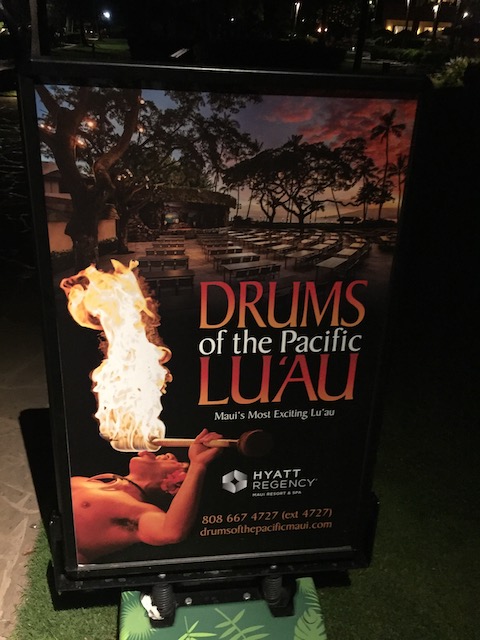 DRUMS
of the Pacific
LU'AU
Maui's Most Exciting Lu'au
HYATT
REGENCY
MAUI RESORT & SPA
808 667 4727 (ext 4727)
drumsofthepacificmaui.com